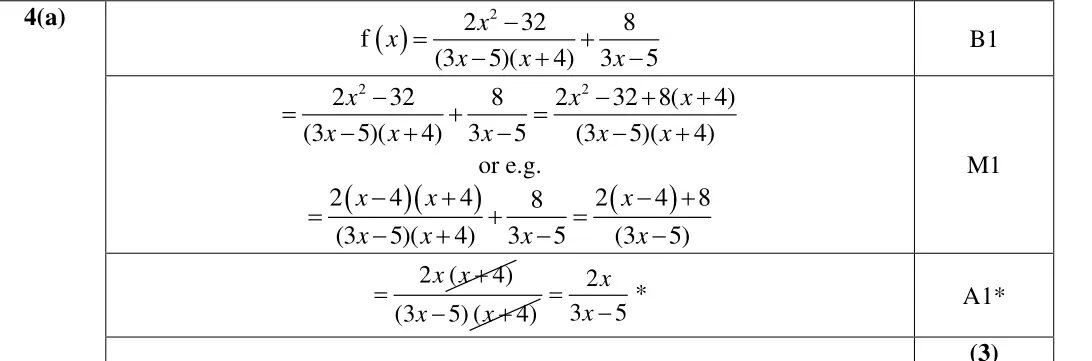 4(a)
f(x) = (2x² − 32)/((3x − 5)(x + 4)) + 8/(3x − 5)
B1
= (2x² − 32)/((3x − 5)(x + 4)) + 8/(3x − 5) = (2x² − 32 + 8(x + 4))/((3x − 5)(x + 4))
or e.g.
= (2(x − 4)(x + 4))/((3x − 5)(x + 4)) + 8/(3x − 5) = (2(x − 4) + 8)/((3x − 5))
M1
= (2x(x + 4))/((3x − 5)(x + 4)) = 2x/(3x − 5) *
A1*
(3)